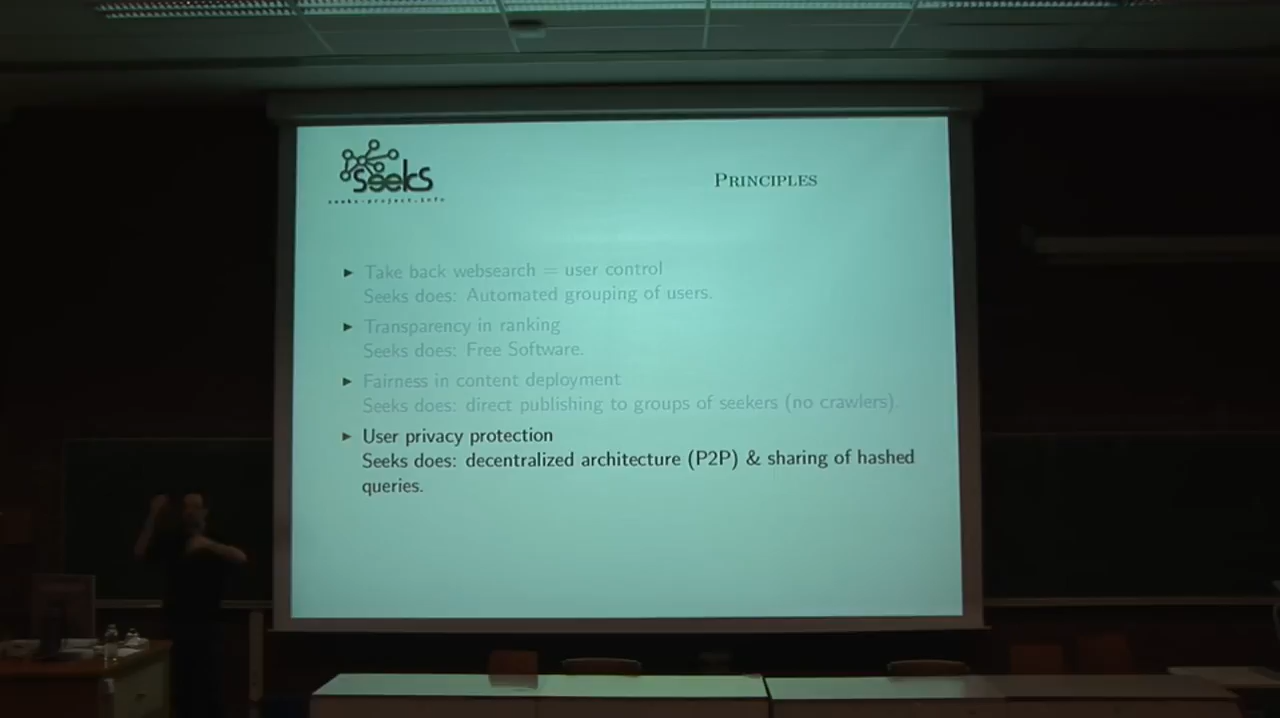 seeks
seeks-project.info
PRINCIPLES
Take back websearch = user control
Seeks does: Automated grouping of users.
Transparency in ranking
Seeks does: Free Software.
Fairness in content deployment
Seeks does: direct publishing to groups of seekers (no crawlers).
User privacy protection
Seeks does: decentralized architecture (P2P) & sharing of hashed
queries.